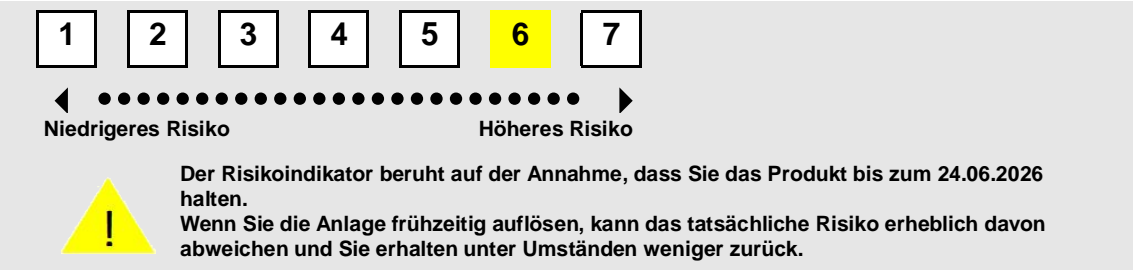 1 2 3 4 5 6 7
Niedrigeres Risiko Höheres Risiko
Der Risikoindikator beruht auf der Annahme, dass Sie das Produkt bis zum 24.06.2026
halten.
Wenn Sie die Anlage frühzeitig auflösen, kann das tatsächliche Risiko erheblich davon
abweichen und Sie erhalten unter Umständen weniger zurück.
!